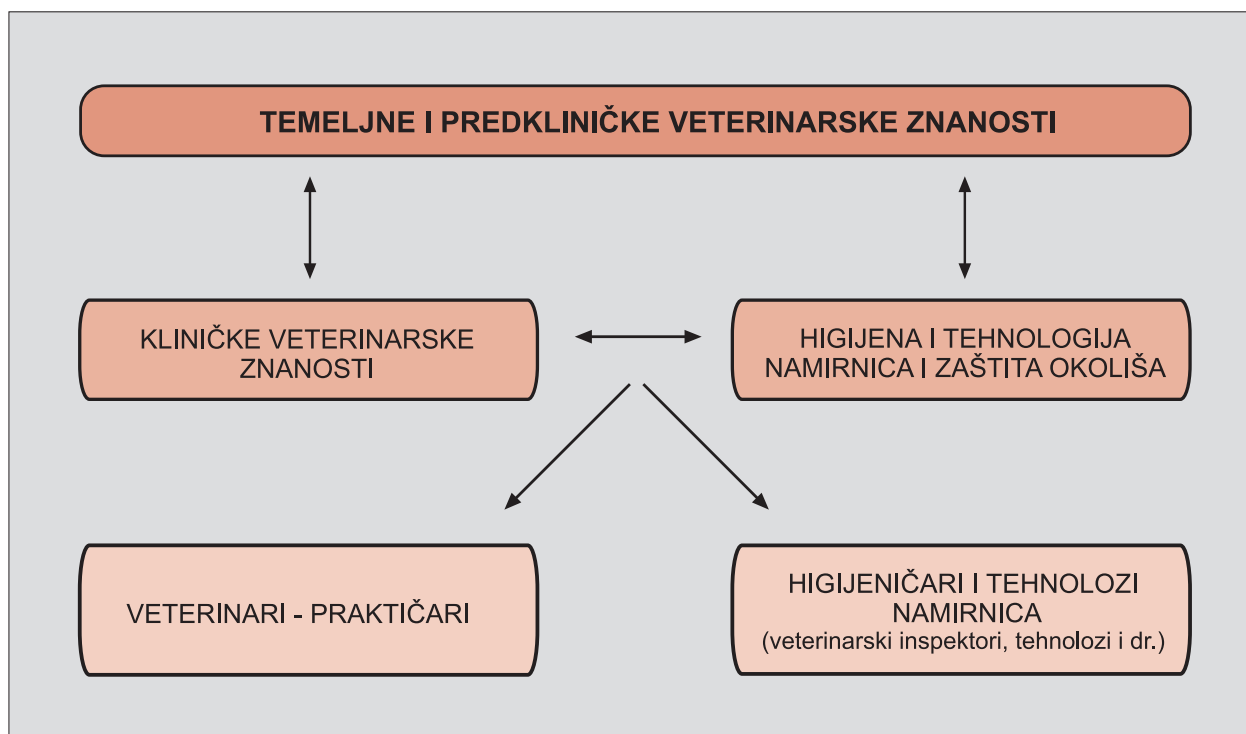 TEMELJNE I PREDKLINIČKE VETERINARSKE ZNANOSTI
KLINIČKE VETERINARSKE
ZNANOSTI
HIGIJENA I TEHNOLOGIJA
NAMIRNICA I ZAŠTITA OKOLIŠA
VETERINARI - PRAKTIČARI
HIGIJENIČARI I TEHNOLOZI
NAMIRNICA
(veterinarski inspektori, tehnolozi i dr.)